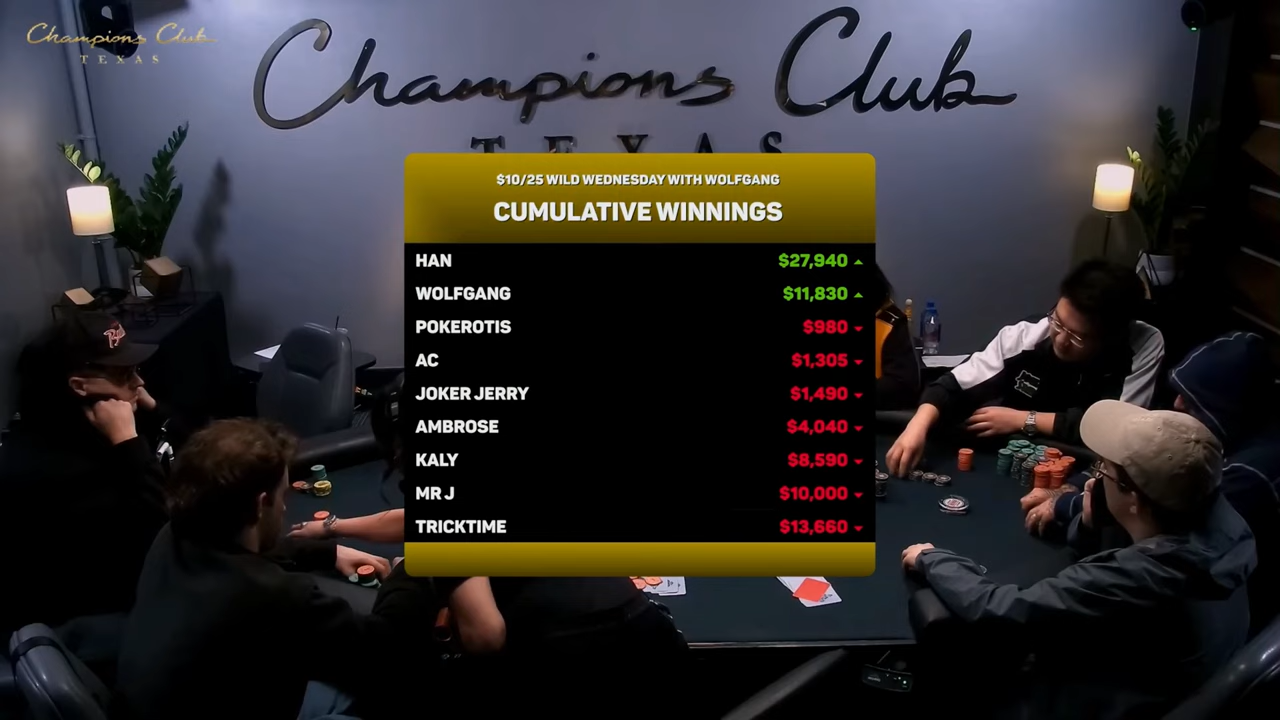 Champions Club
TEXAS
Champions Club
TEXAS
$10/25 WILD WEDNESDAY WITH WOLFGANG
CUMULATIVE WINNINGS
HAN $27,940
WOLFGANG $11,830
POKEROTIS $980
AC $1,305
JOKER JERRY $1,490
AMBROSE $4,040
KALY $8,590
MR J $10,000
TRICKTIME $13,660